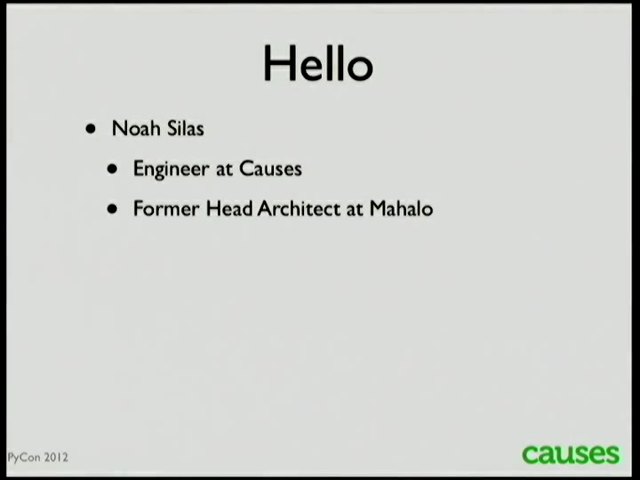 Hello
• Noah Silas
• Engineer at Causes
• Former Head Architect at Mahalo
PyCon 2012
causes